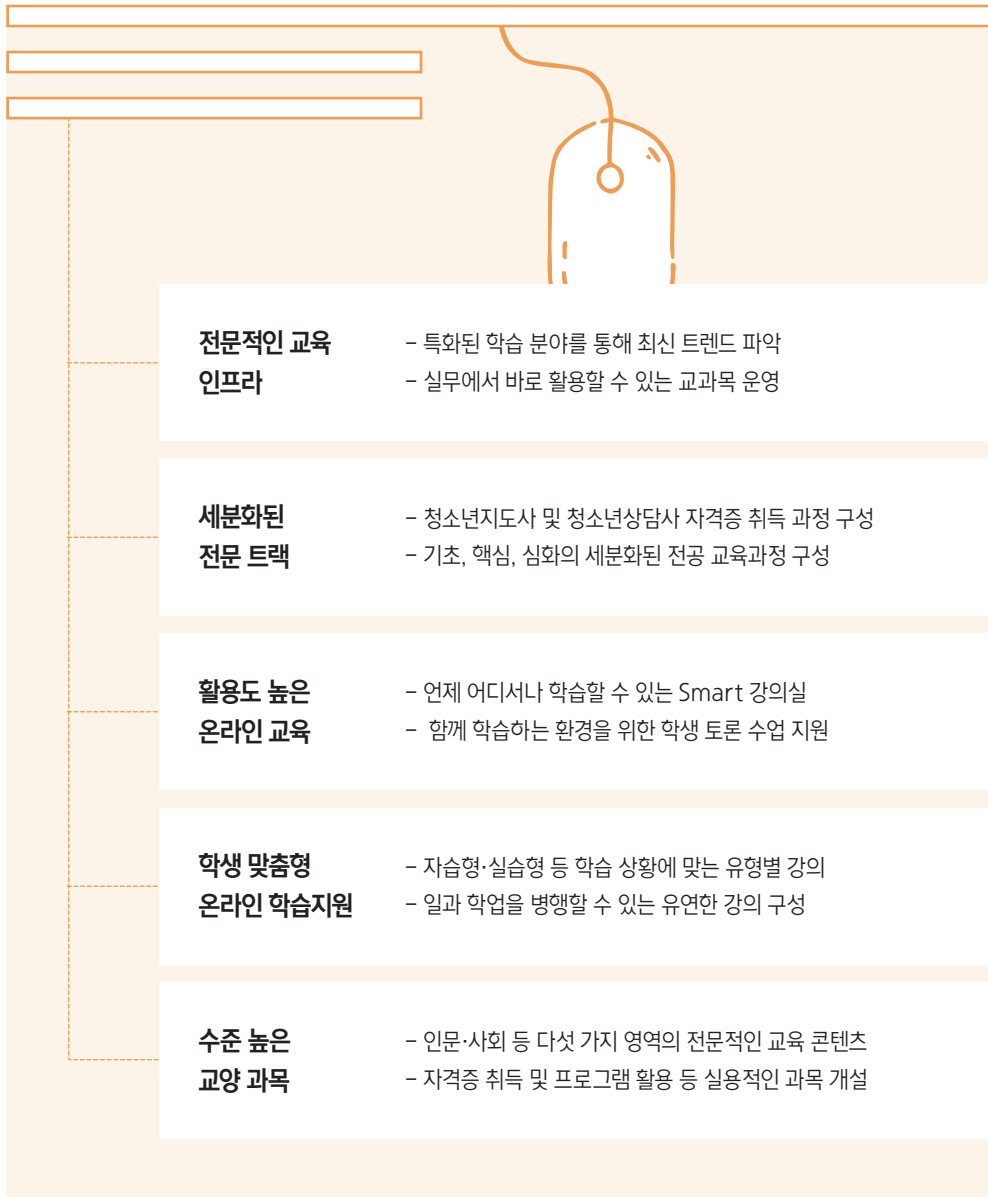 전문적인 교육
인프라
– 특화된 학습 분야를 통해 최신 트렌드 파악
– 실무에서 바로 활용할 수 있는 교과목 운영
세분화된
전문 트랙
– 청소년지도사 및 청소년상담사 자격증 취득 과정 구성
– 기초, 핵심, 심화의 세분화된 전공 교육과정 구성
활용도 높은
온라인 교육
– 언제 어디서나 학습할 수 있는 Smart 강의실
– 함께 학습하는 환경을 위한 학생 토론 수업 지원
학생 맞춤형
온라인 학습지원
– 자습형·실습형 등 학습 상황에 맞는 유형별 강의
– 일과 학업을 병행할 수 있는 유연한 강의 구성
수준 높은
교양 과목
– 인문·사회 등 다섯 가지 영역의 전문적인 교육 콘텐츠
– 자격증 취득 및 프로그램 활용 등 실용적인 과목 개설